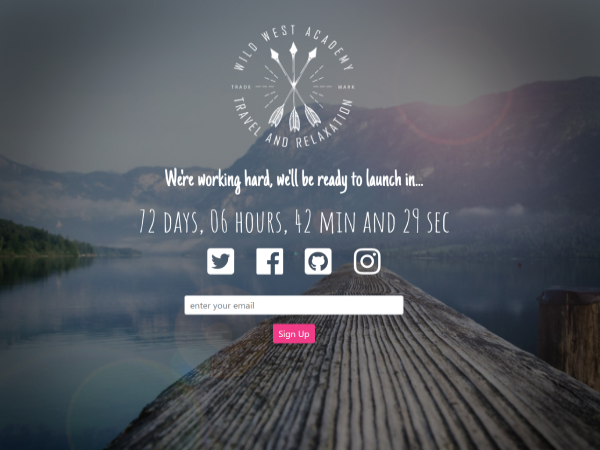 WILD WEST ACADEMY
TRADE MARK
TRAVEL AND RELAXATION
We're working hard, we'll be ready to launch in...
72 DAYS, 06 HOURS, 42 MIN AND 29 SEC
enter your email
Sign Up